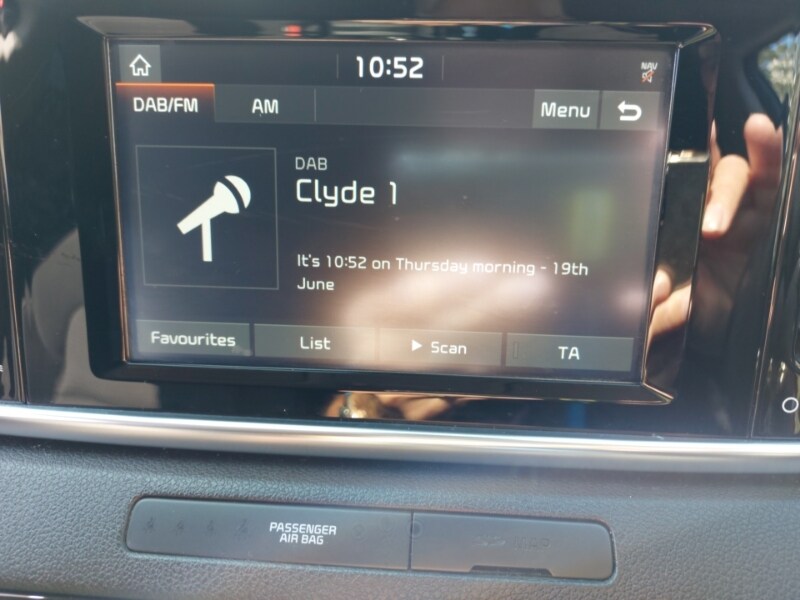 10:52
NAV
DAB/FM
AM
Menu
DAB
Clyde 1
It's 10:52 on Thursday morning - 19th
June
Favourites
List
Scan
TA
PASSENGER
AIR BAG